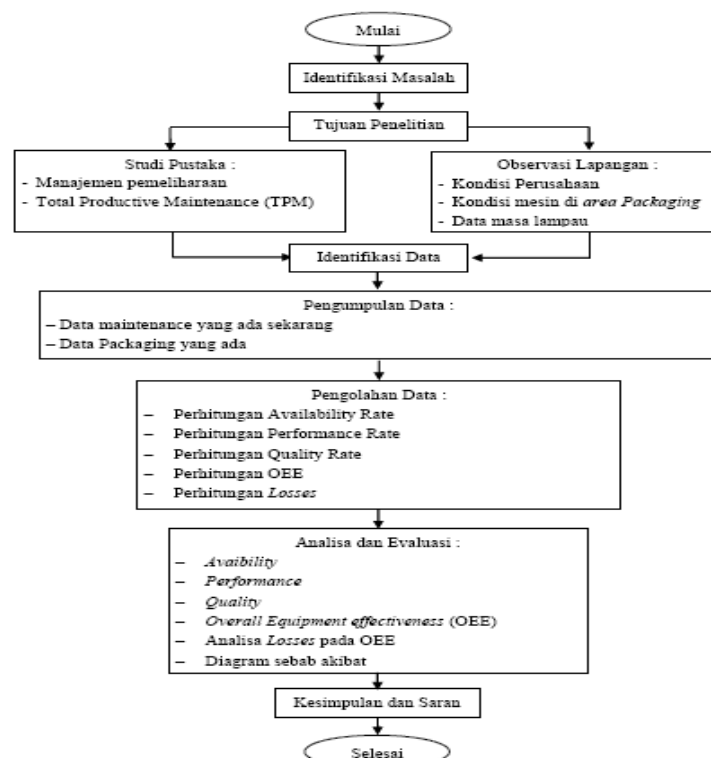 Mulai
Identifikasi Masalah
Tujuan Penelitian
Studi Pustaka :
- Manajemen pemeliharaan
- Total Productive Maintenance (TPM)
Observasi Lapangan :
- Kondisi Perusahaan
- Kondisi mesin di area Packaging
- Data masa lampau
Identifikasi Data
Pengumpulan Data :
– Data maintenance yang ada sekarang
– Data Packaging yang ada
Pengolahan Data :
– Perhitungan Availability Rate
– Perhitungan Performance Rate
– Perhitungan Quality Rate
– Perhitungan OEE
– Perhitungan Losses
Analisa dan Evaluasi :
– Avaibility
– Performance
– Quality
– Overall Equipment effectiveness (OEE)
– Analisa Losses pada OEE
– Diagram sebab akibat
Kesimpulan dan Saran
Selesai